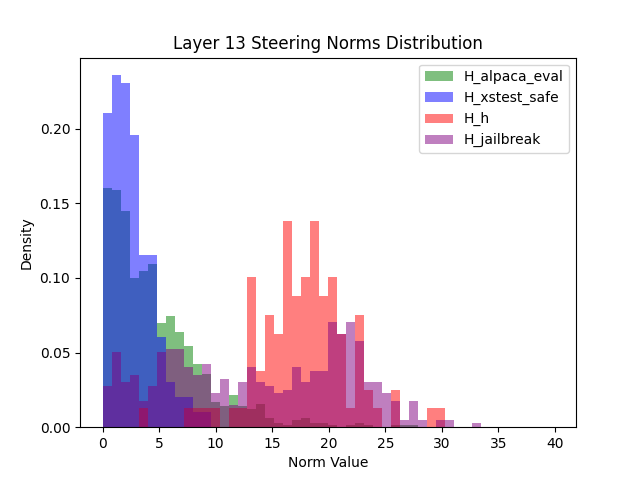 Layer 13 Steering Norms Distribution
H_alpaca_eval
H_xstest_safe
H_h
H_jailbreak
Density
0.20
0.15
0.10
0.05
0.00
0 5 10 15 20 25 30 35 40
Norm Value